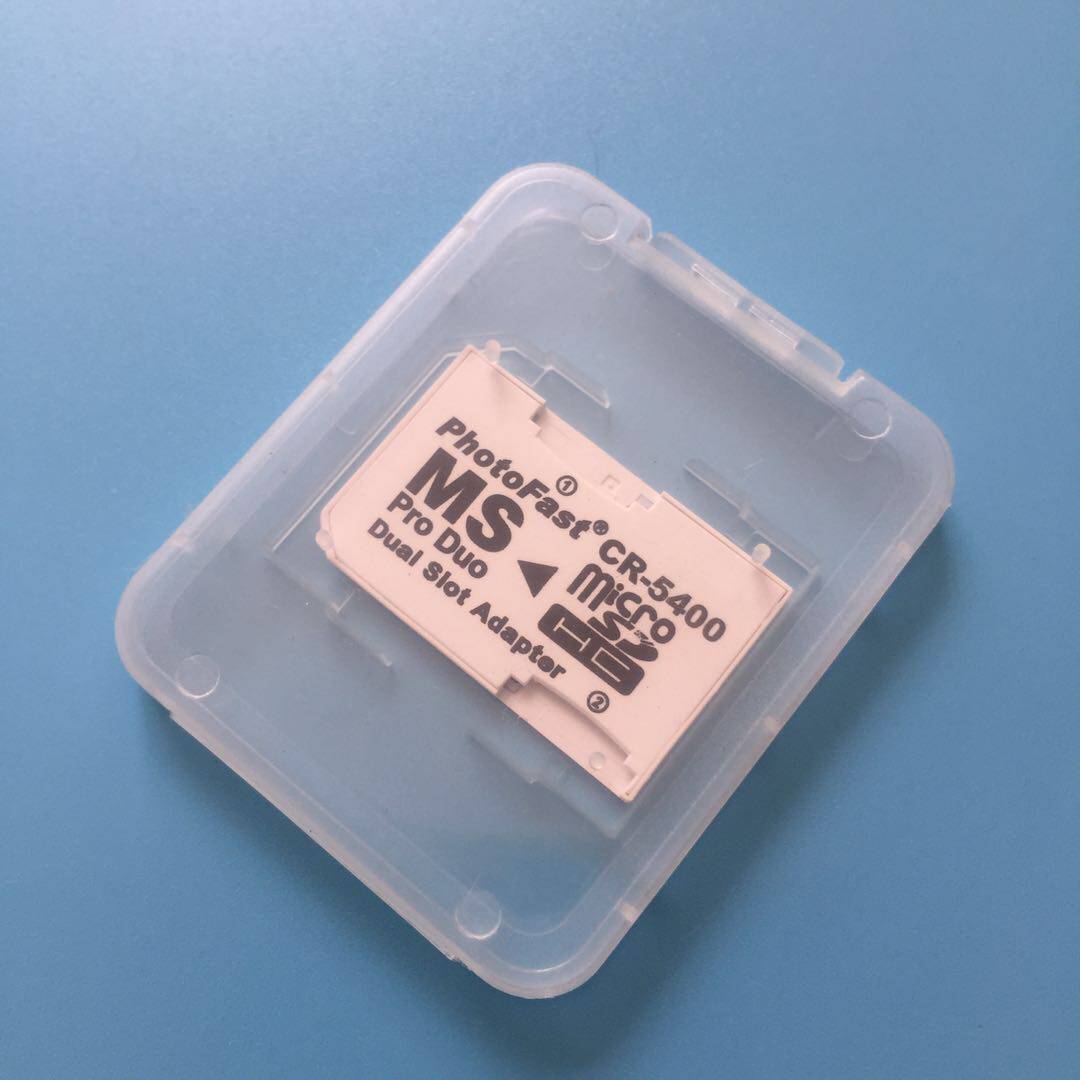 PhotoFast® CR-5400
①
MS
Pro Duo
Dual Slot Adapter
micro
SD
HC
②